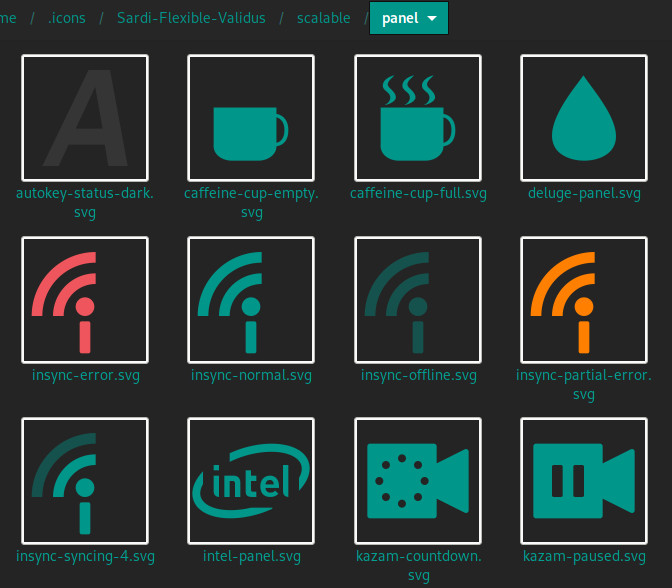 me / .icons / Sardi-Flexible-Validus / scalable / panel
A
autokey-status-dark.
svg
caffeine-cup-empty.
svg
caffeine-cup-full.svg
deluge-panel.svg
insync-error.svg
insync-normal.svg
insync-offline.svg
insync-partial-error.
svg
intel
insync-syncing-4.svg
intel-panel.svg
kazam-countdown.
svg
kazam-paused.svg